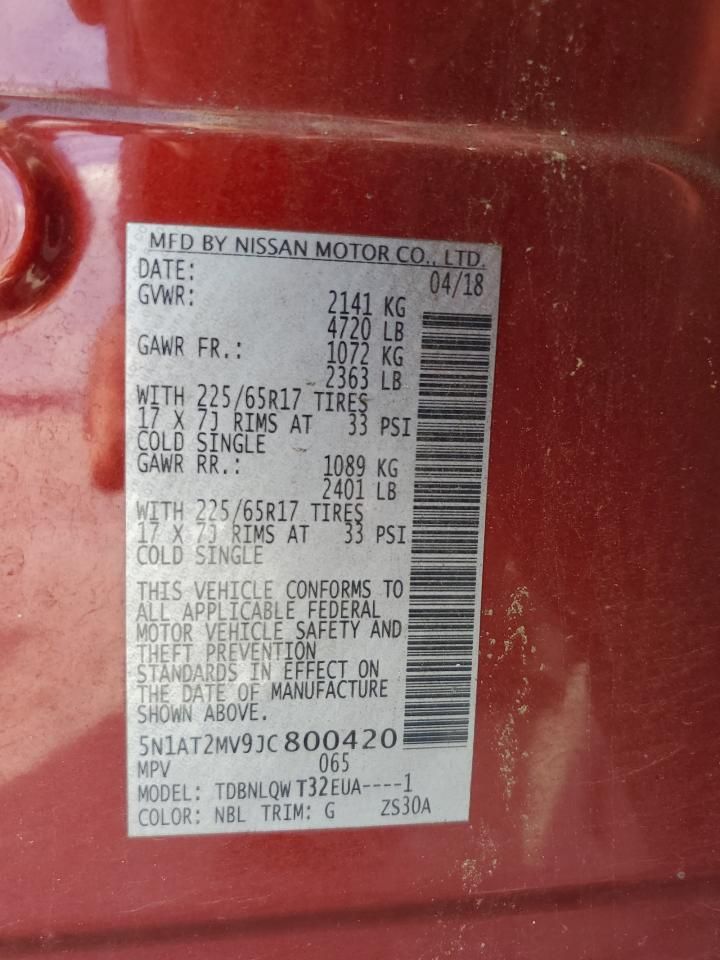 MFD BY NISSAN MOTOR CO., LTD.
DATE: 04/18
GVWR: 2141 KG
4720 LB
GAWR FR.: 1072 KG
2363 LB
WITH 225/65R17 TIRES
17 X 7J RIMS AT 33 PSI
COLD SINGLE
GAWR RR.: 1089 KG
2401 LB
WITH 225/65R17 TIRES
17 X 7J RIMS AT 33 PSI
COLD SINGLE
THIS VEHICLE CONFORMS TO
ALL APPLICABLE FEDERAL
MOTOR VEHICLE SAFETY AND
THEFT PREVENTION
STANDARDS IN EFFECT ON
THE DATE OF MANUFACTURE
SHOWN ABOVE.
5N1AT2MV9JC800420
MPV 065
MODEL: TDBNLQWT32EUA----1
COLOR: NBL TRIM: G ZS30A